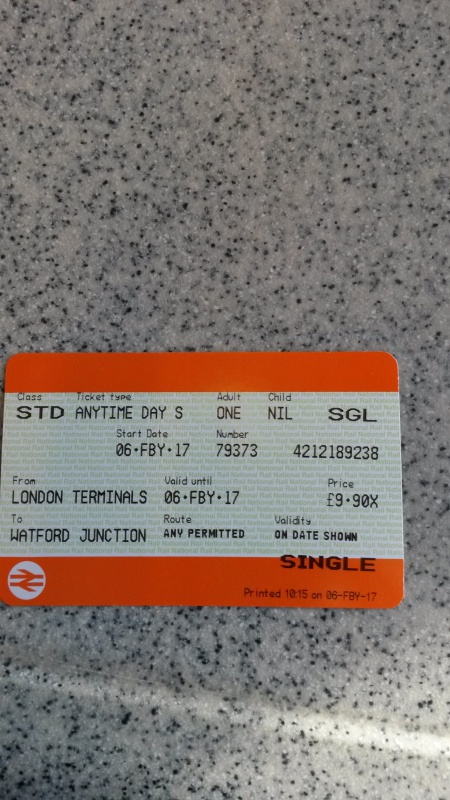 Class Ticket type Adult Child
STD ANYTIME DAY S ONE NIL SGL
Start Date Number
06·FBY·17 79373 4212189238
From Valid until Price
LONDON TERMINALS 06·FBY·17 £9·90X
To Route Validity
WATFORD JUNCTION ANY PERMITTED ON DATE SHOWN
SINGLE
Printed 10:15 on 06-FBY-17